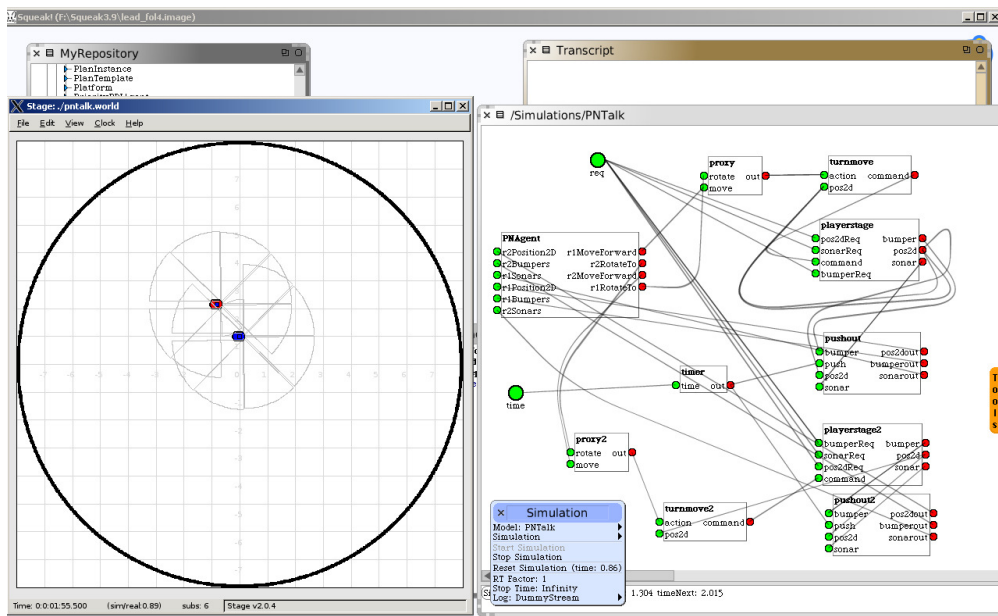 Squeak! (F:\Squeak3.9\lead_fol4.image)
MyRepository
PlanInstance
PlanTemplate
Platform
Transcript
Stage: ./pntalk.world
File Edit View Clock Help
Time: 0:0:01:55.500 (sim/real:0.89) subs: 6 Stage v2.0.4
/Simulations/PNTalk
req
proxy
rotate out
move
turnmove
action command
pos2d
playerstage
pos2dReq bumper
sonarReq pos2d
command sonar
bumperReq
PNAgent
r2Position2D r1MoveForward
r2Bumpers r2RotateTo
r1Sonars r2MoveForward
r1Position2D r1RotateTo
r1Bumpers
r2Sonars
pushout
bumper pos2dout
push bumperout
pos2d sonarout
sonar
timer
time out
time
proxy2
rotate out
move
playerstage2
bumperReq bumper
sonarReq pos2d
pos2dReq sonar
command
turnmove2
action command
pos2d
pushout2
bumper pos2dout
push bumperout
pos2d sonarout
sonar
Simulation
Model: PNTalk
Simulation
Start Simulation
Stop Simulation
Reset Simulation (time: 0.86)
RT Factor: 1
Stop Time: Infinity
Log: DummyStream
1.304 timeNext: 2.015
Tools